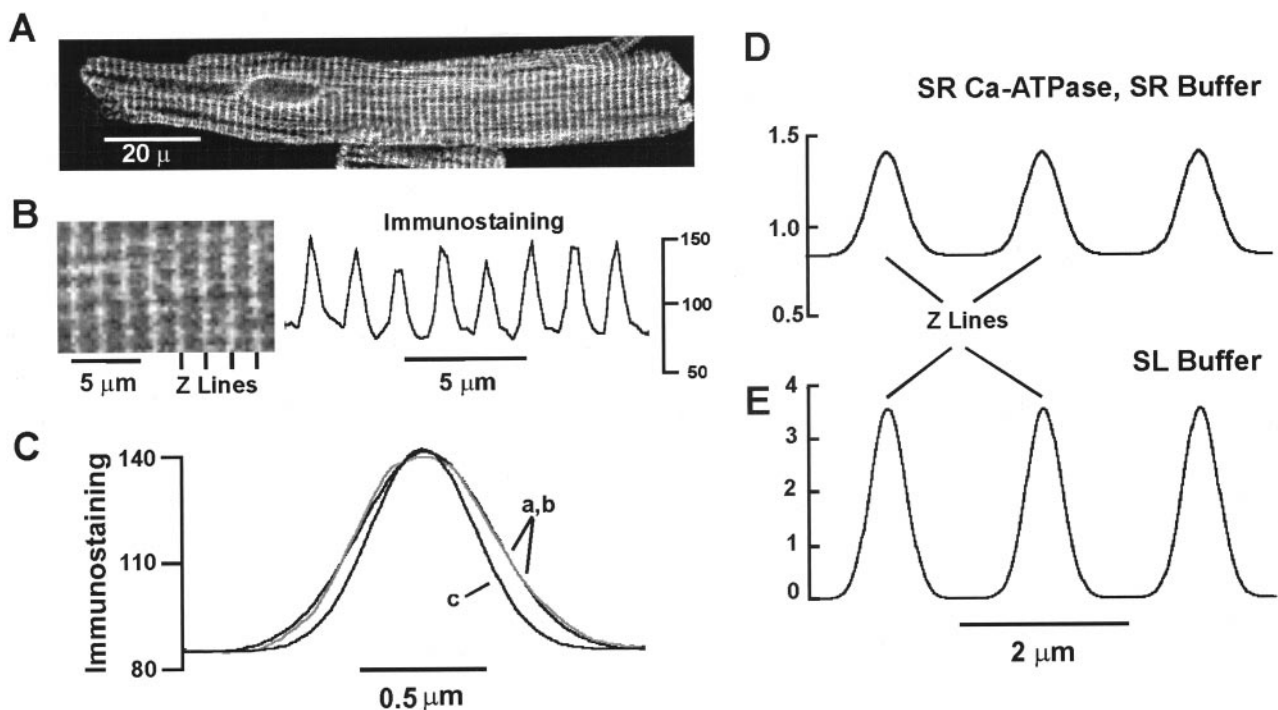 A
20 μ
B
5 μm
Z Lines
Immunostaining
150
100
50
5 μm
C
Immunostaining
140
110
80
a,b
c
0.5 μm
D
SR Ca-ATPase, SR Buffer
1.5
1.0
0.5
Z Lines
SL Buffer
E
4
3
2
1
0
2 μm